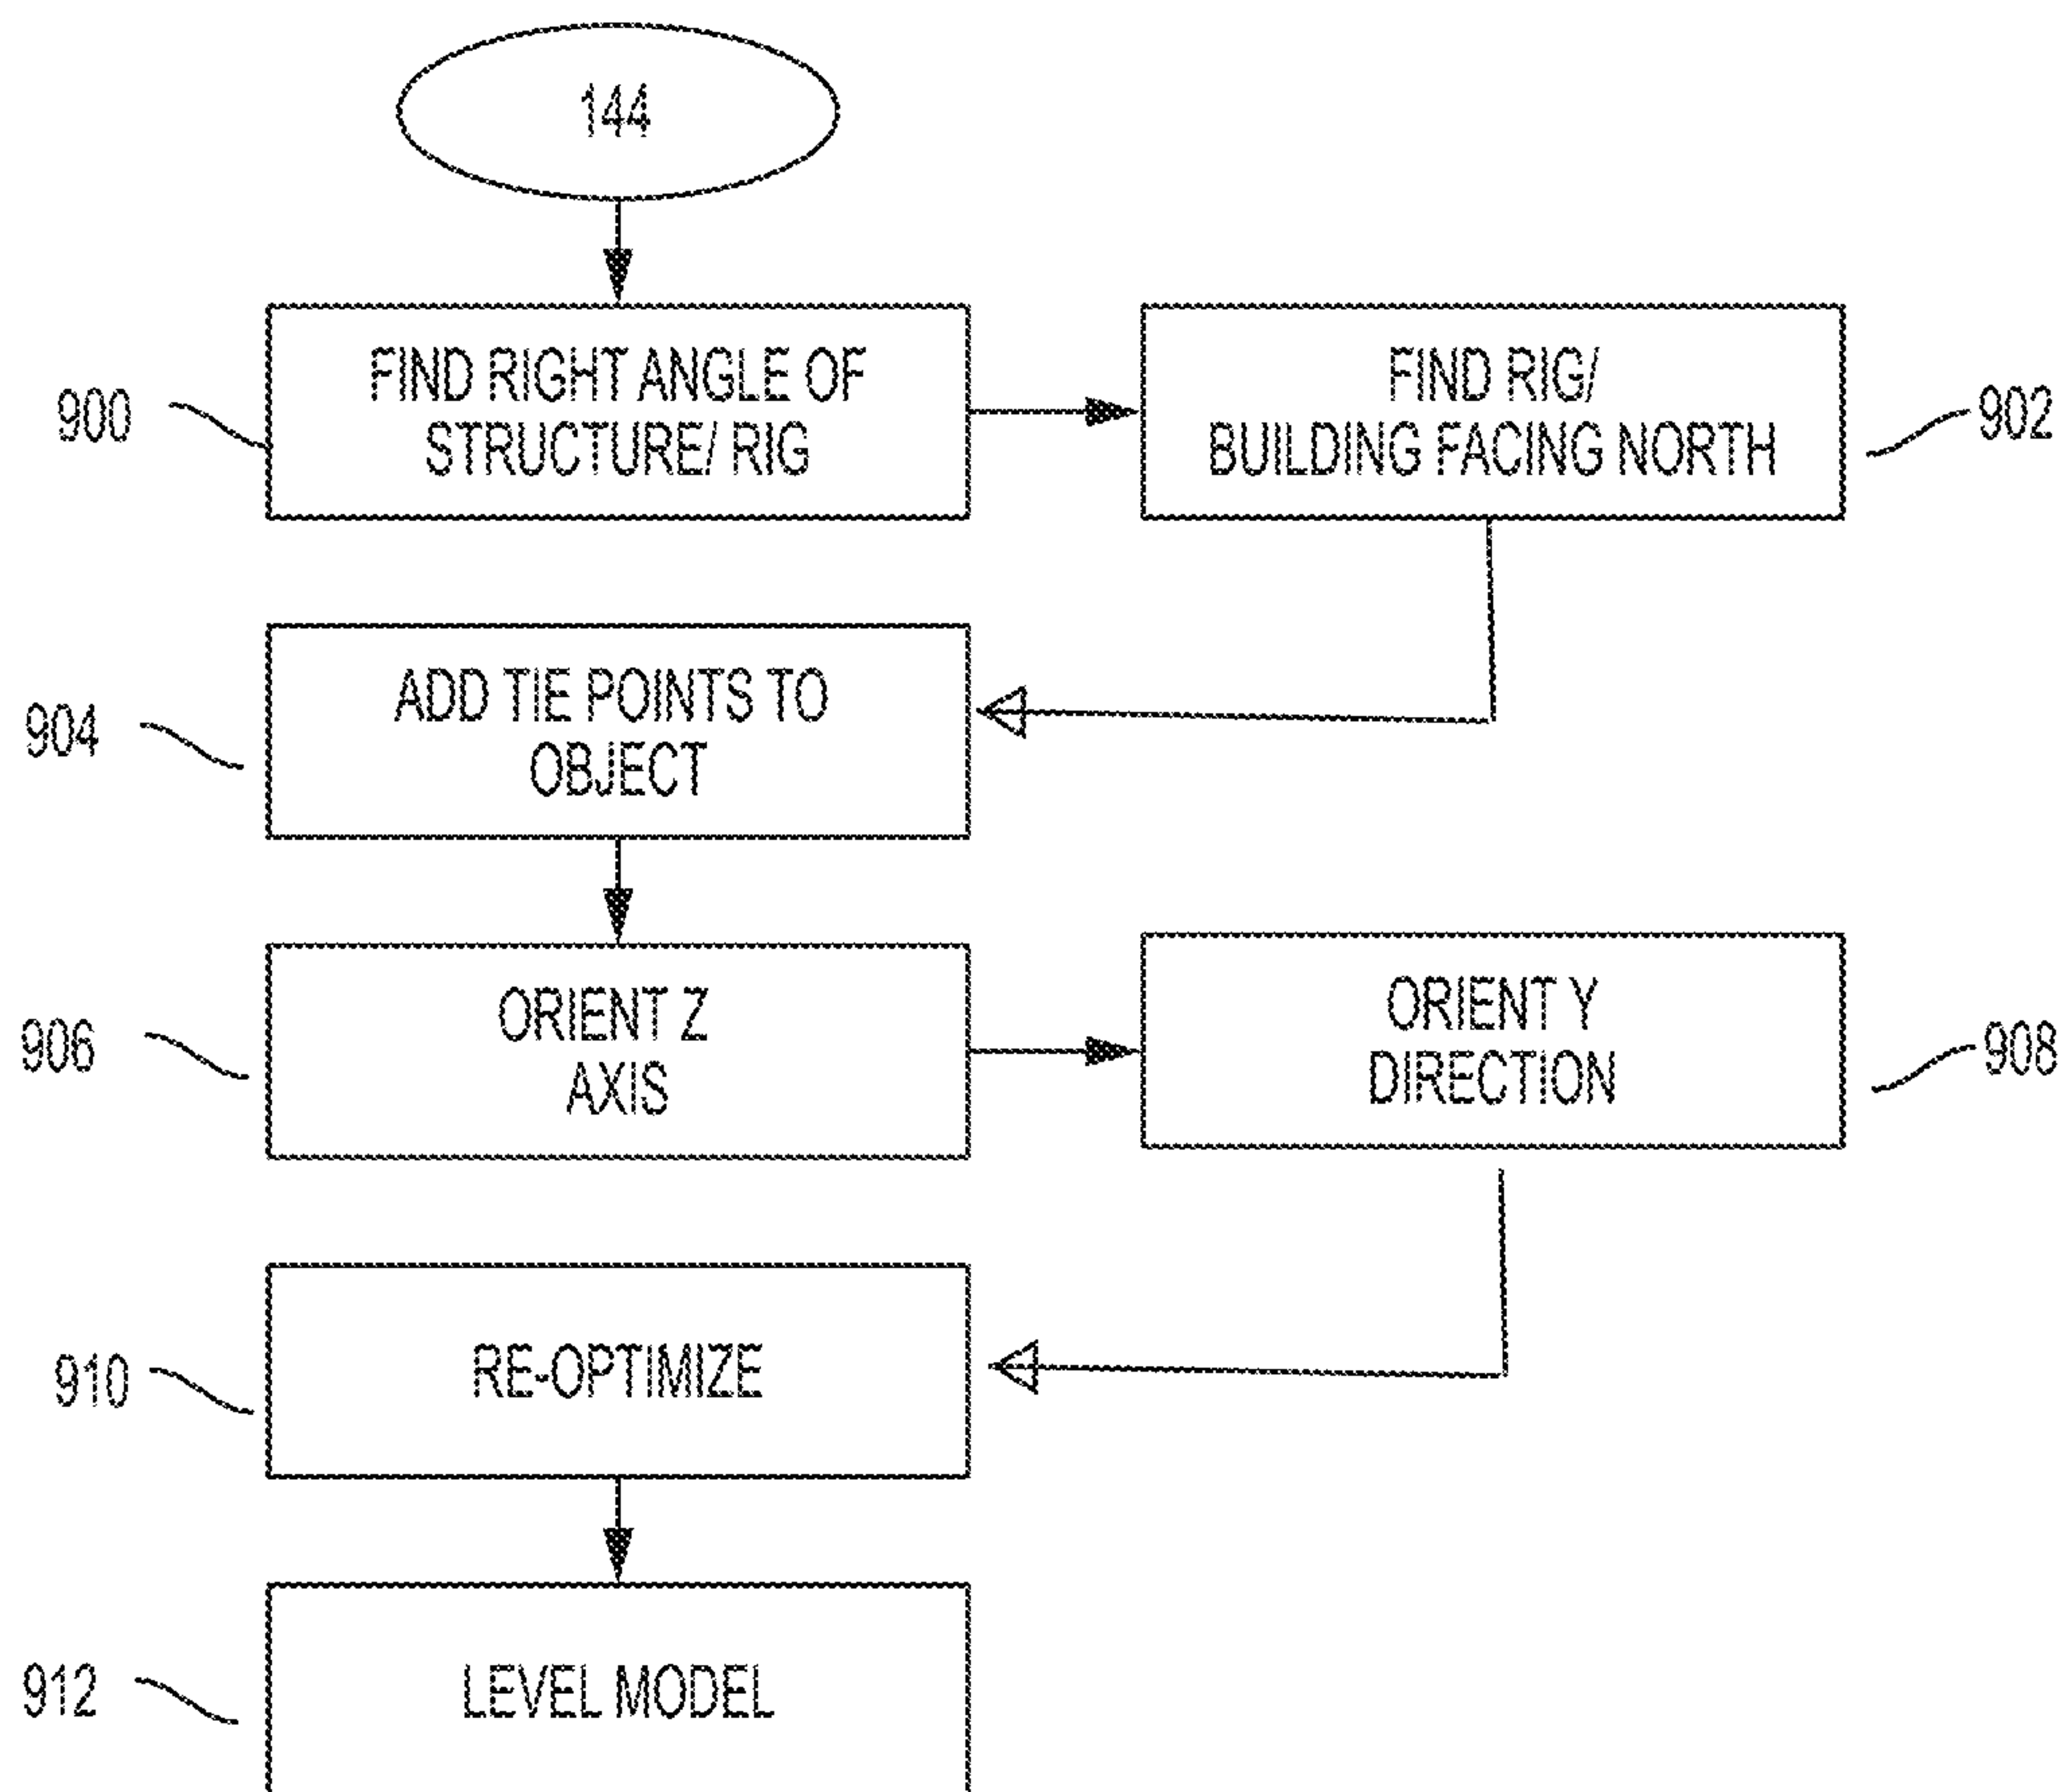 144
900
FIND RIGHT ANGLE OF
STRUCTURE/ RIG
FIND RIG/
BUILDING FACING NORTH
902
904
ADD TIE POINTS TO
OBJECT
906
ORIENT Z
AXIS
ORIENT Y
DIRECTION
908
910
RE-OPTIMIZE
912
LEVEL MODEL